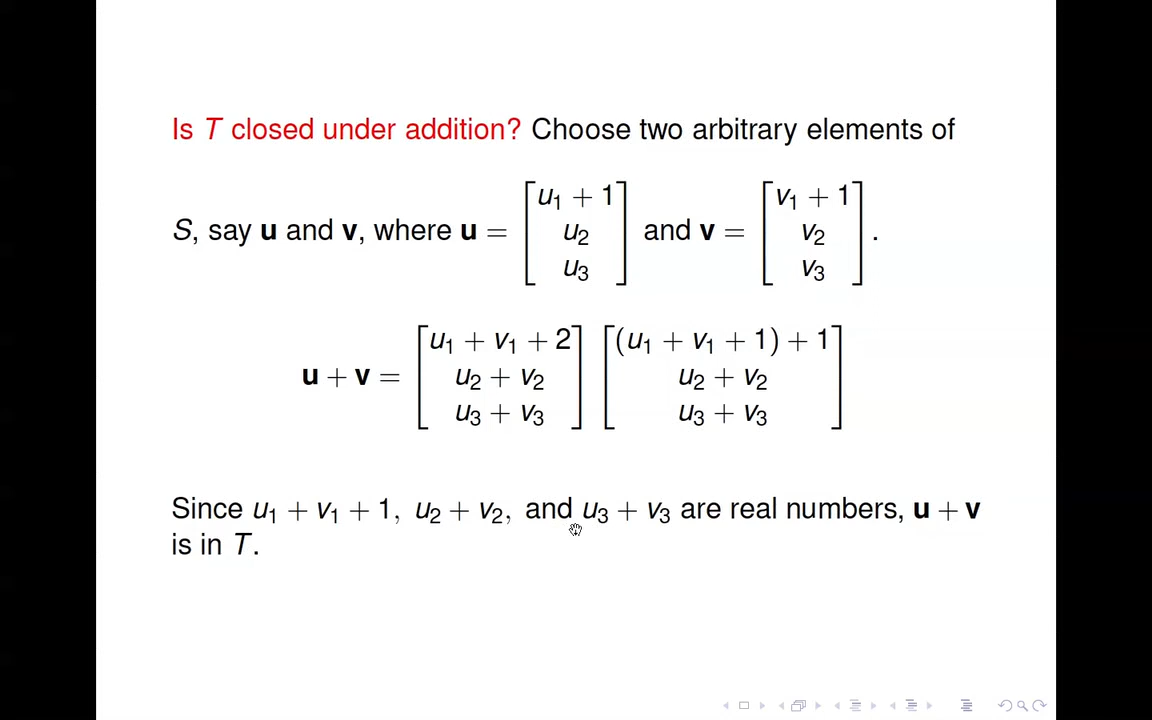 Is T closed under addition? Choose two arbitrary elements of
S, say u and v, where u = [u₁ + 1 u₂ u₃] and v = [v₁ + 1 v₂ v₃].
u + v = [u₁ + v₁ + 2 u₂ + v₂ u₃ + v₃] [(u₁ + v₁ + 1) + 1 u₂ + v₂ u₃ + v₃]
Since u₁ + v₁ + 1, u₂ + v₂, and u₃ + v₃ are real numbers, u + v
is in T.